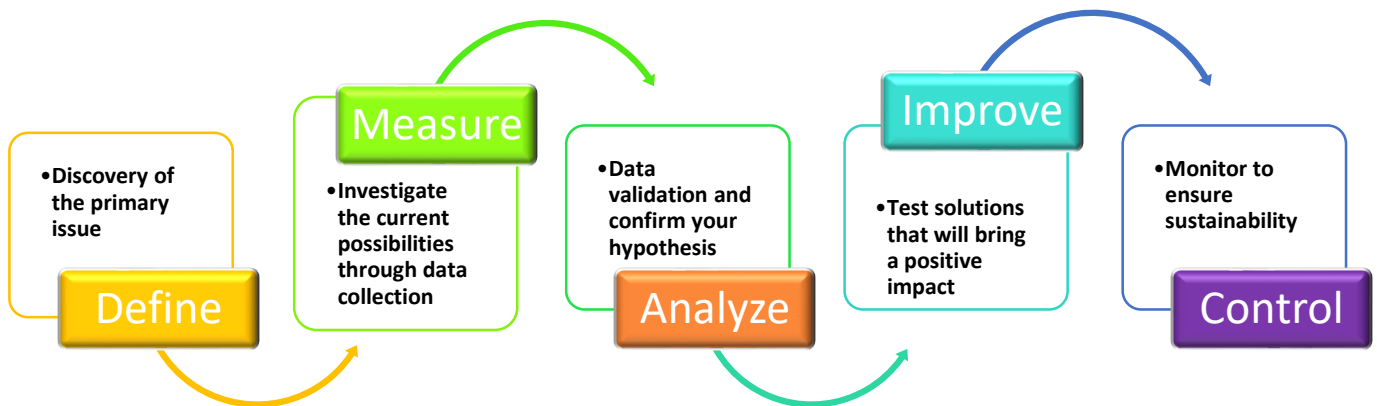 •Discovery of
the primary
issue
Define
Measure
•Investigate
the current
possibilities
through data
collection
•Data
validation and
confirm your
hypothesis
Analyze
Improve
•Test solutions
that will bring
a positive
impact
•Monitor to
ensure
sustainability
Control